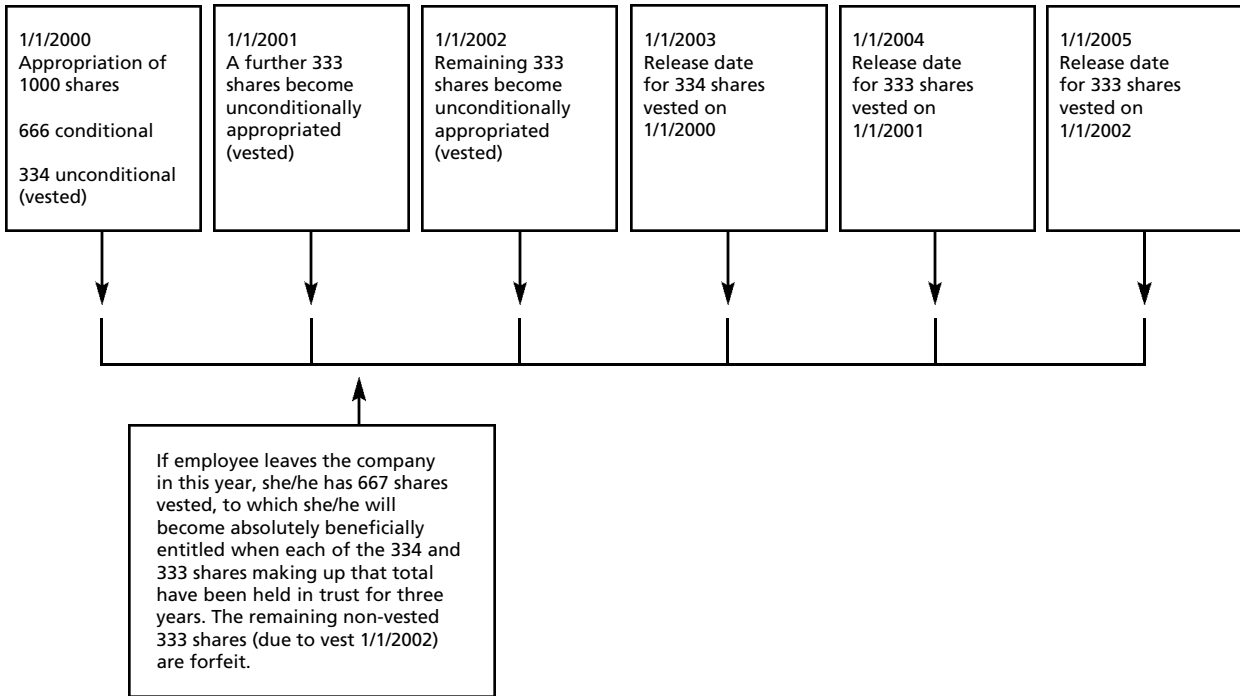 1/1/2000
Appropriation of
1000 shares
666 conditional
334 unconditional
(vested)
1/1/2001
A further 333
shares become
unconditionally
appropriated
(vested)
1/1/2002
Remaining 333
shares become
unconditionally
appropriated
(vested)
1/1/2003
Release date
for 334 shares
vested on
1/1/2000
1/1/2004
Release date
for 333 shares
vested on
1/1/2001
1/1/2005
Release date
for 333 shares
vested on
1/1/2002
If employee leaves the company
in this year, she/he has 667 shares
vested, to which she/he will
become absolutely beneficially
entitled when each of the 334 and
333 shares making up that total
have been held in trust for three
years. The remaining non-vested
333 shares (due to vest 1/1/2002)
are forfeit.